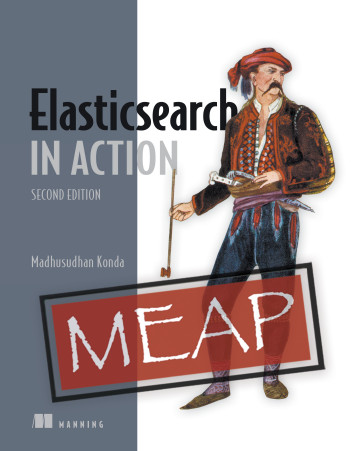 Elasticsearch
IN ACTION
SECOND EDITION
Madhusudhan Konda
MEAP
MANNING